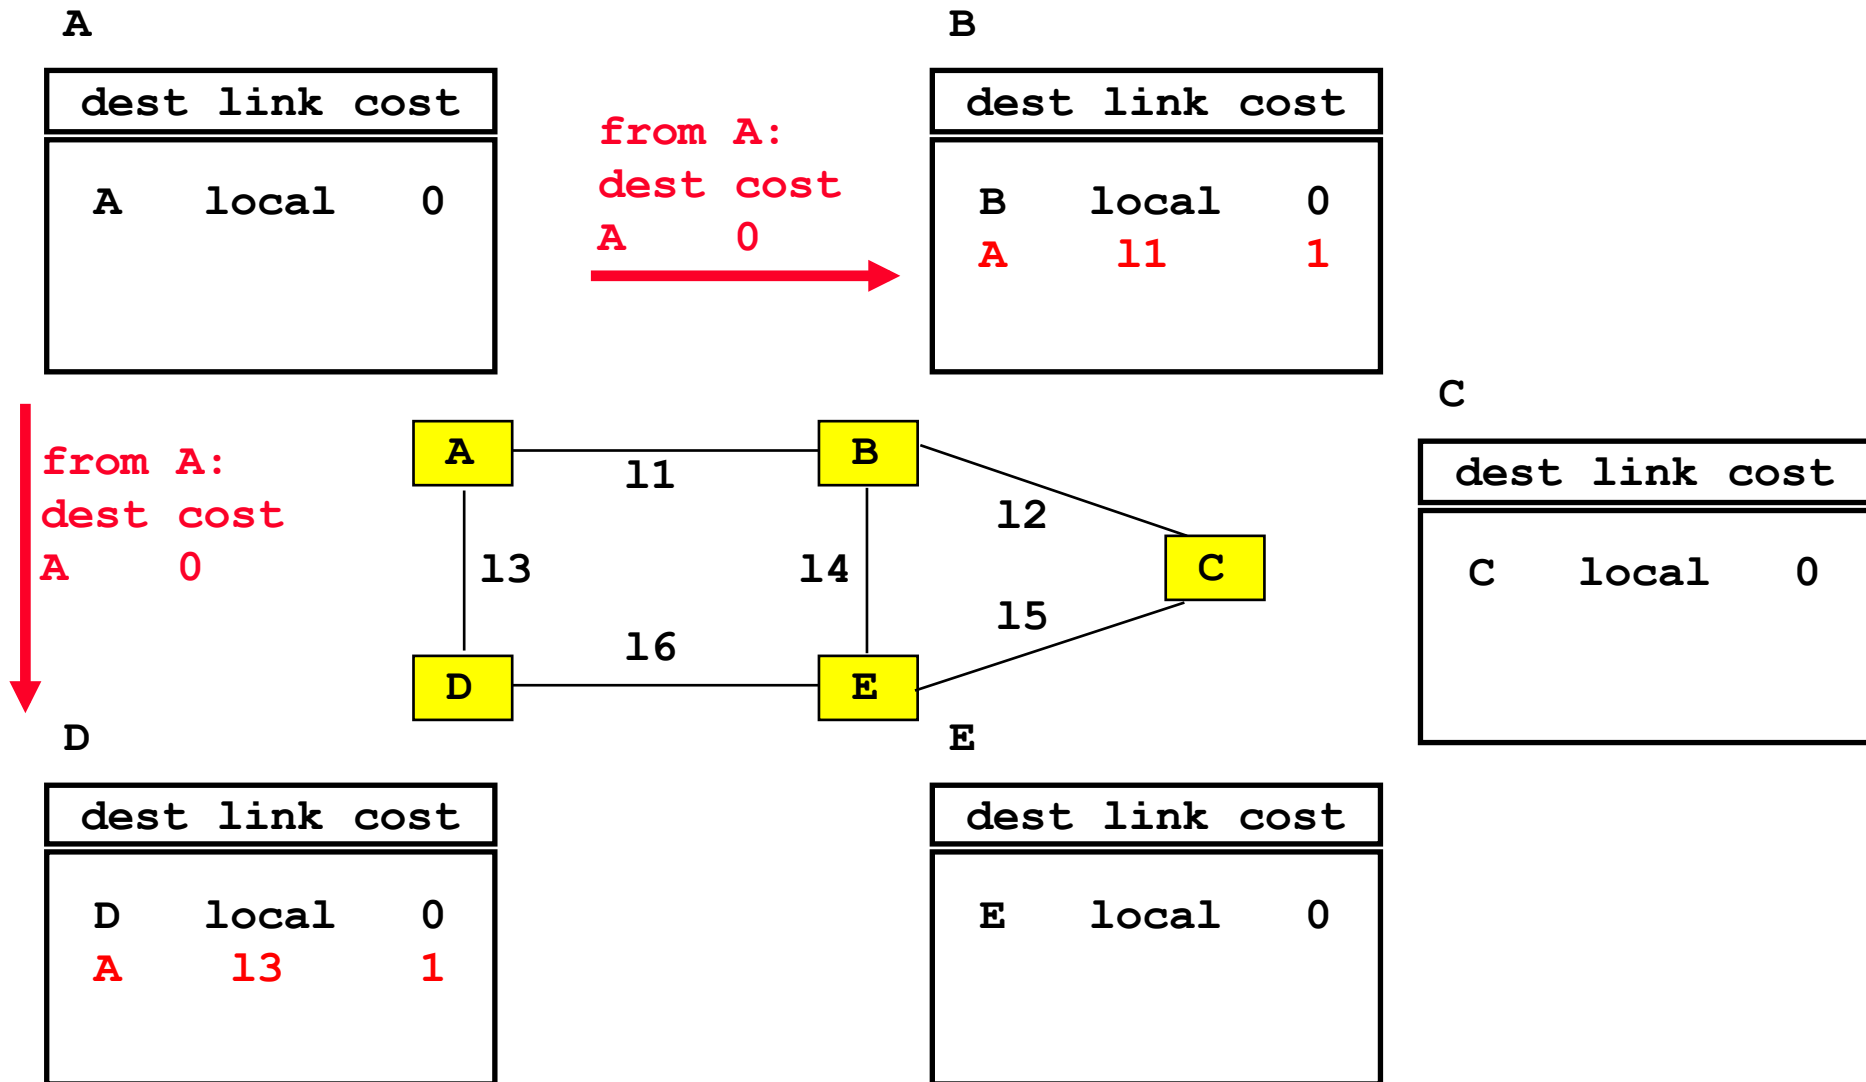 A
dest link cost
A local 0
from A:
dest cost
A 0
B
dest link cost
B local 0
A l1 1
from A:
dest cost
A 0
A
l1
B
l2
l3
l4
C
l5
l6
D
E
C
dest link cost
C local 0
D
dest link cost
D local 0
A l3 1
E
dest link cost
E local 0